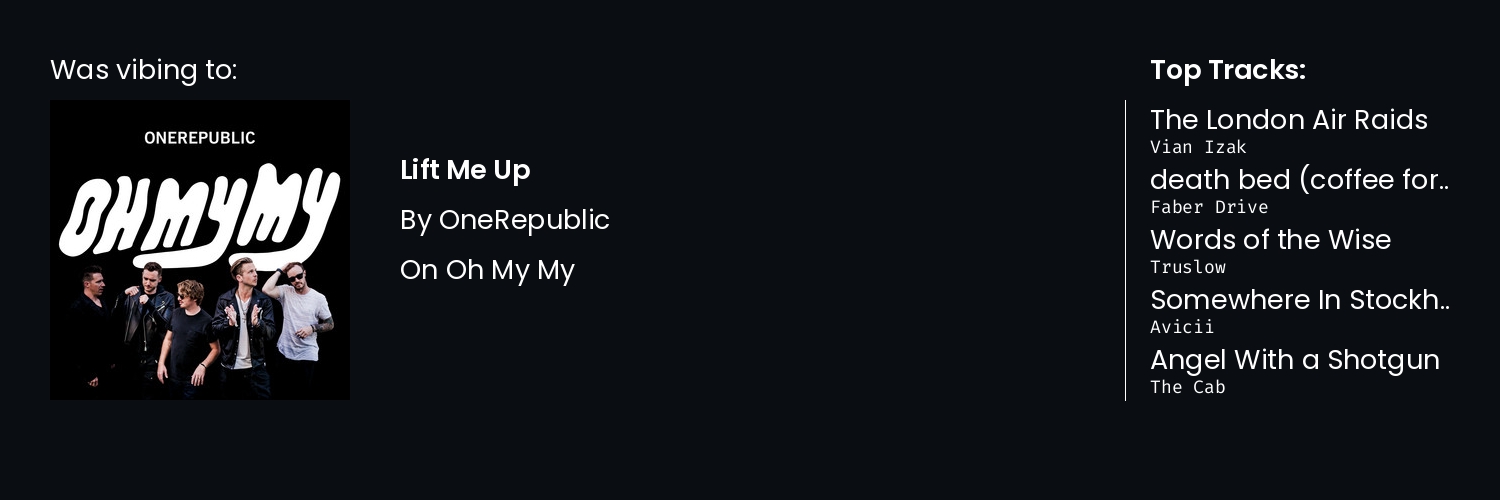 Was vibing to:
ONEREPUBLIC
OH MY MY
Lift Me Up
By OneRepublic
On Oh My My
Top Tracks:
The London Air Raids
Vian Izak
death bed (coffee for..
Faber Drive
Words of the Wise
Truslow
Somewhere In Stockh..
Avicii
Angel With a Shotgun
The Cab